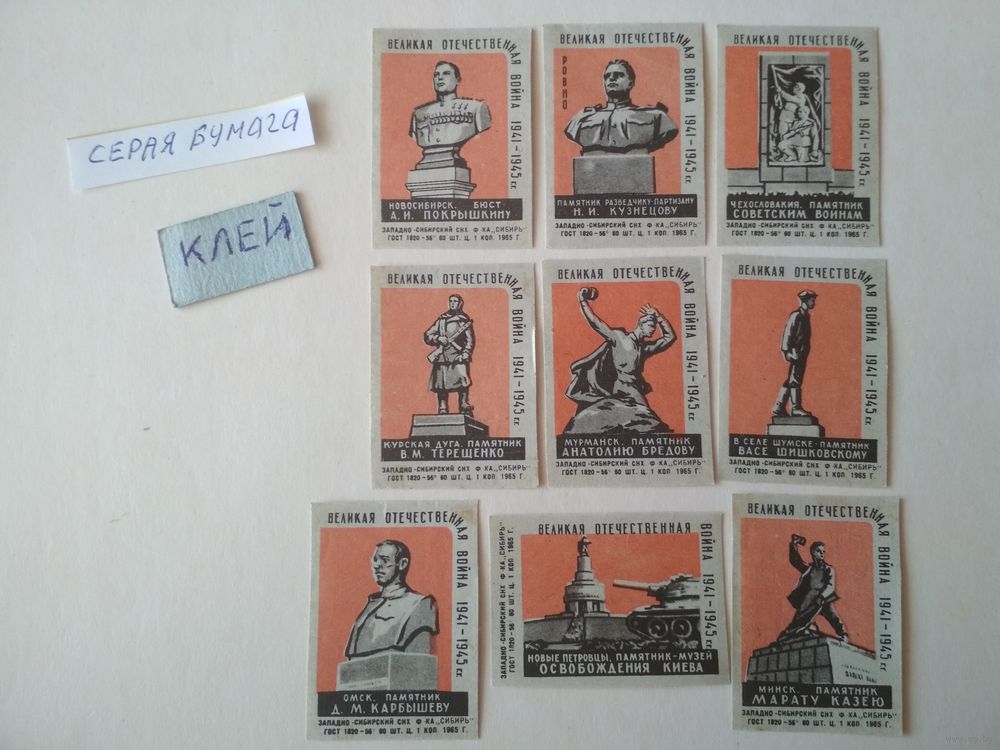 СЕРАЯ БУМАГА
КЛЕЙ
ВЕЛИКАЯ ОТЕЧЕСТВЕННАЯ ВОЙНА 1941-1945 г.г.
НОВОСИБИРСК. БЮСТ
А.И. ПОКРЫШКИНУ
ЗАПАДНО-СИБИРСКИЙ СНХ Ф-КА„СИБИРЬ"
ГОСТ 1820-56* 60 ШТ. Ц. 1 КОП. 1965 Г.
ВЕЛИКАЯ ОТЕЧЕСТВЕННАЯ ВОЙНА 1941-1945 г.г.
РОВНО
ПАМЯТНИК РАЗВЕДЧИКУ-ПАРТИЗАНУ
Н.И. КУЗНЕЦОВУ
ЗАПАДНО-СИБИРСКИЙ СНХ Ф-КА„СИБИРЬ"
ГОСТ 1820-56* 60 ШТ. Ц. 1 КОП. 1965 Г.
ВЕЛИКАЯ ОТЕЧЕСТВЕННАЯ ВОЙНА 1941-1945 г.г.
ЧЕХОСЛОВАКИЯ. ПАМЯТНИК
СОВЕТСКИМ ВОИНАМ
ЗАПАДНО-СИБИРСКИЙ СНХ Ф-КА„СИБИРЬ"
ГОСТ 1820-56* 60 ШТ. Ц. 1 КОП. 1965 Г.
ВЕЛИКАЯ ОТЕЧЕСТВЕННАЯ ВОЙНА 1941-1945 г.г.
КУРСКАЯ ДУГА. ПАМЯТНИК
В.М. ТЕРЕЩЕНКО
ЗАПАДНО-СИБИРСКИЙ СНХ Ф-КА„СИБИРЬ"
ГОСТ 1820-56* 60 ШТ. Ц. 1 КОП. 1965 Г.
ВЕЛИКАЯ ОТЕЧЕСТВЕННАЯ ВОЙНА 1941-1945 г.г.
МУРМАНСК. ПАМЯТНИК
АНАТОЛИЮ БРЕДОВУ
ЗАПАДНО-СИБИРСКИЙ СНХ Ф-КА„СИБИРЬ"
ГОСТ 1820-56* 60 ШТ. Ц. 1 КОП. 1965 Г.
ВЕЛИКАЯ ОТЕЧЕСТВЕННАЯ ВОЙНА 1941-1945 г.г.
В СЕЛЕ ШУМСКЕ-ПАМЯТНИК
ВАСЕ ШИШКОВСКОМУ
ЗАПАДНО-СИБИРСКИЙ СНХ Ф-КА„СИБИРЬ"
ГОСТ 1820-56* 60 ШТ. Ц. 1 КОП. 1965 Г.
ВЕЛИКАЯ ОТЕЧЕСТВЕННАЯ ВОЙНА 1941-1945 г.г.
ОМСК. ПАМЯТНИК
Д.М. КАРБЫШЕВУ
ЗАПАДНО-СИБИРСКИЙ СНХ Ф-КА„СИБИРЬ"
ГОСТ 1820-56* 60 ШТ. Ц. 1 КОП. 1965 Г.
ВЕЛИКАЯ ОТЕЧЕСТВЕННАЯ ВОЙНА 1941-1945 г.г.
НОВЫЕ ПЕТРОВЦЫ. ПАМЯТНИК-МУЗЕЙ
ОСВОБОЖДЕНИЯ КИЕВА
ЗАПАДНО-СИБИРСКИЙ СНХ Ф-КА„СИБИРЬ"
ГОСТ 1820-56* 60 ШТ. Ц. 1 КОП. 1965 Г.
ВЕЛИКАЯ ОТЕЧЕСТВЕННАЯ ВОЙНА 1941-1945 г.г.
МИНСК. ПАМЯТНИК
МАРАТУ КАЗЕЮ
ЗАПАДНО-СИБИРСКИЙ СНХ Ф-КА„СИБИРЬ"
ГОСТ 1820-56* 60 ШТ. Ц. 1 КОП. 1965 Г.